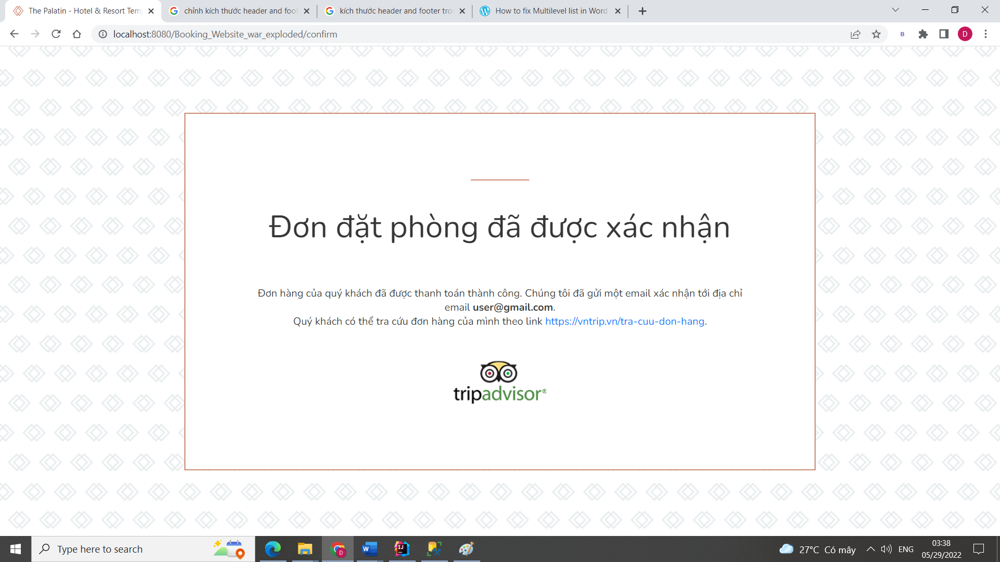 The Palatin - Hotel & Resort Tem
chỉnh kích thước header and foot
kích thước header and footer tro
How to fix Multilevel list in Word
localhost:8080/Booking_Website_war_exploded/confirm
B
D
Đơn đặt phòng đã được xác nhận
Đơn hàng của quý khách đã được thanh toán thành công. Chúng tôi đã gửi một email xác nhận tới địa chỉ
email user@gmail.com.
Quý khách có thể tra cứu đơn hàng của mình theo link https://vntrip.vn/tra-cuu-don-hang.
tripadvisor®
Type here to search
27°C Có mây
ENG
03:38
05/29/2022